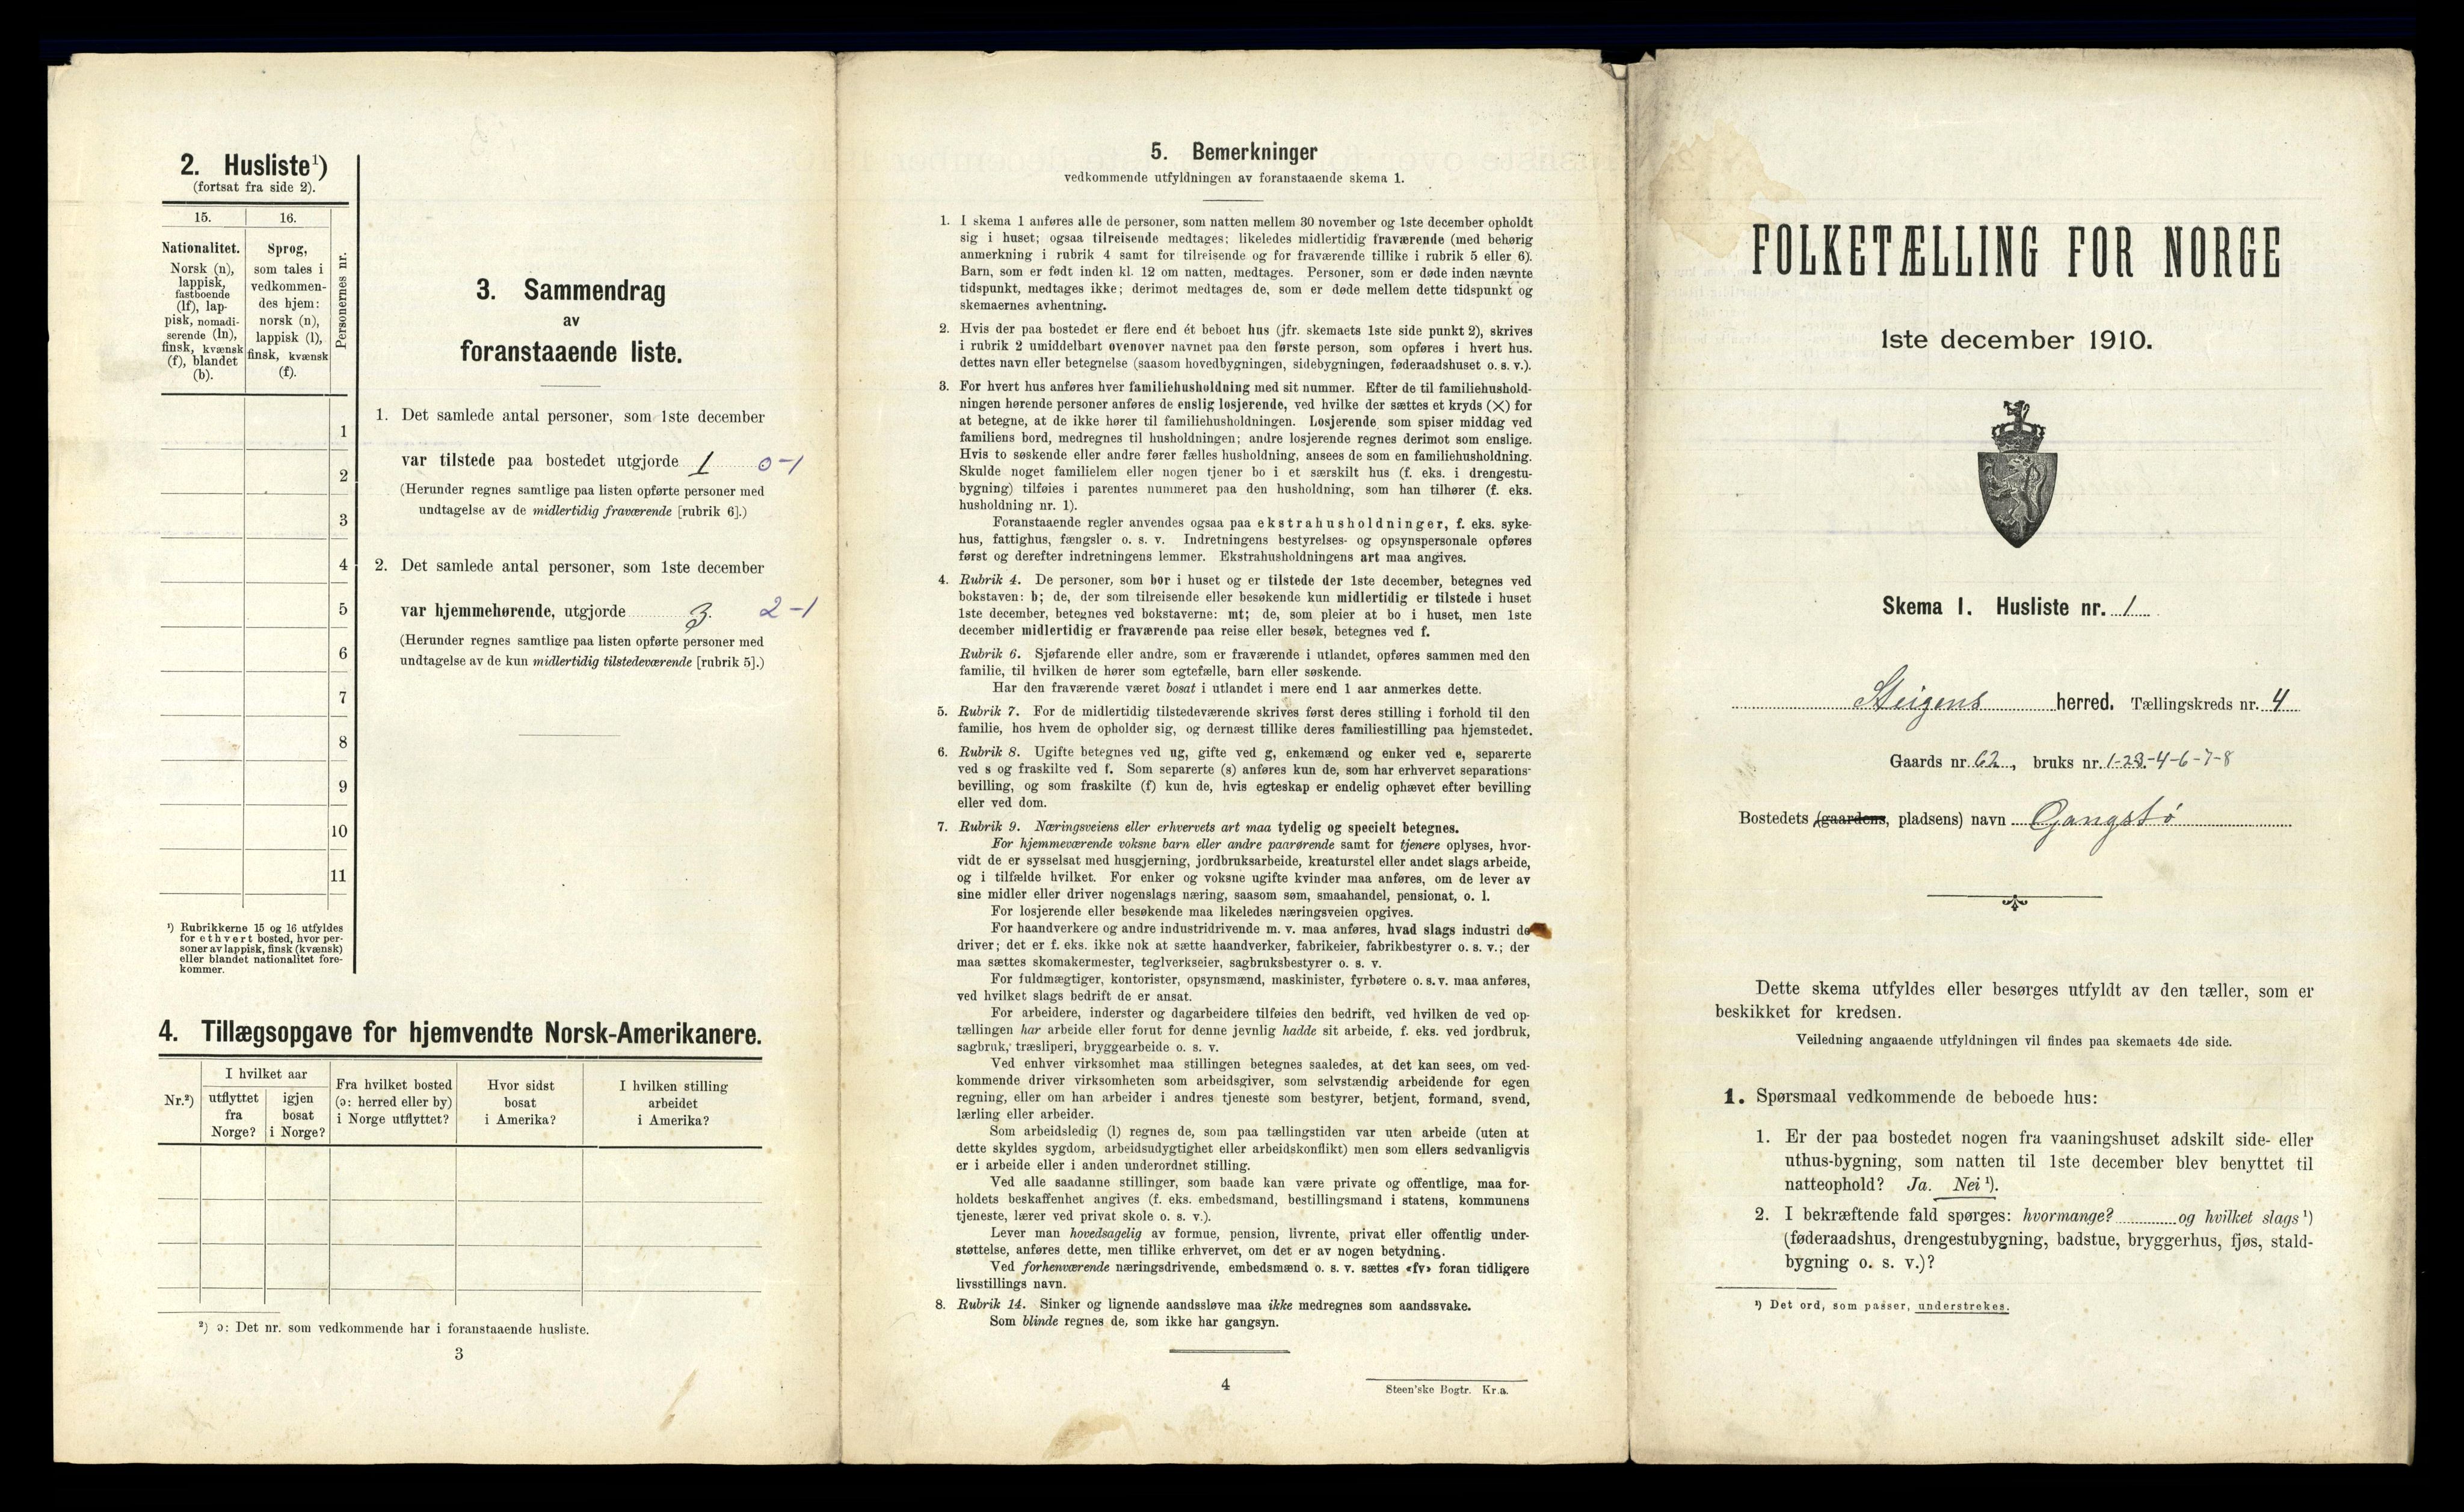 2. Husliste¹)
(fortsat fra side 2).
15.
16.
Personernes nr.
Nationalitet.
Norsk (n),
lappisk,
fastboende
(lf), lap-
pisk, nomadi-
serende (ln),
finsk, kvænsk
(f), blandet
(b).
Sprog,
som tales i
vedkommen-
des hjem:
norsk (n),
lappisk (l),
finsk, kvænsk
(f).
1
2
3
4
5
6
7
8
9
10
11
¹) Rubrikkerne 15 og 16 utfyldes
for ethvert bosted, hvor per-
soner av lappisk, finsk (kvænsk)
eller blandet nationalitet fore-
kommer.
3. Sammendrag
av
foranstaaende liste.
1. Det samlede antal personer, som 1ste december
var tilstede paa bostedet utgjorde 1 0-1
(Herunder regnes samtlige paa listen opførte personer med
undtagelse av de midlertidig fraværende [rubrik 6].)
2. Det samlede antal personer, som 1ste december
var hjemmehørende, utgjorde 3. 2-1
(Herunder regnes samtlige paa listen opførte personer med
undtagelse av de kun midlertidig tilstedeværende [rubrik 5].)
4. Tillægsopgave for hjemvendte Norsk-Amerikanere.
Nr.²)
I hvilket aar
utflyttet
fra
Norge?
igjen
bosat
i Norge?
Fra hvilket bosted
(ɔ: herred eller by)
i Norge utflyttet?
Hvor sidst
bosat
i Amerika?
I hvilken stilling
arbeidet
i Amerika?
²) ɔ: Det nr. som vedkommende har i foranstaaende husliste.
3
5. Bemerkninger
vedkommende utfyldningen av foranstaaende skema 1.
1. I skema 1 anføres alle de personer, som natten mellem 30 november og 1ste december opholdt
sig i huset; ogsaa tilreisende medtages; likeledes midlertidig fraværende (med behørig
anmerkning i rubrik 4 samt for tilreisende og for fraværende tillike i rubrik 5 eller 6).
Barn, som er født inden kl. 12 om natten, medtages. Personer, som er døde inden nævnte
tidspunkt, medtages ikke; derimot medtages de, som er døde mellem dette tidspunkt og
skemaernes avhentning.
2. Hvis der paa bostedet er flere end ét beboet hus (jfr. skemaets 1ste side punkt 2), skrives
i rubrik 2 umiddelbart ovenover navnet paa den første person, som opføres i hvert hus.
dettes navn eller betegnelse (saasom hovedbygningen, sidebygningen, føderaadshuset o. s. v.).
3. For hvert hus anføres hver familiehusholdning med sit nummer. Efter de til familiehushold-
ningen hørende personer anføres de enslig losjerende, ved hvilke der sættes et kryds (×) for
at betegne, at de ikke hører til familiehusholdningen. Losjerende som spiser middag ved
familiens bord, medregnes til husholdningen; andre losjerende regnes derimot som enslige.
Hvis to søskende eller andre fører fælles husholdning, ansees de som en familiehusholdning.
Skulde noget familielem eller nogen tjener bo i et særskilt hus (f. eks. i drengestu-
bygning) tilføies i parentes nummeret paa den husholdning, som han tilhører (f. eks.
husholdning nr. 1).
Foranstaaende regler anvendes ogsaa paa ekstrahusholdninger, f. eks. syke-
hus, fattighus, fængsler o. s. v. Indretningens bestyrelses- og opsynspersonale opføres
først og derefter indretningens lemmer. Ekstrahusholdningens art maa angives.
4. Rubrik 4. De personer, som bor i huset og er tilstede der 1ste december, betegnes ved
bokstaven: b; de, der som tilreisende eller besøkende kun midlertidig er tilstede i huset
1ste december, betegnes ved bokstaverne: mt; de, som pleier at bo i huset, men 1ste
december midlertidig er fraværende paa reise eller besøk, betegnes ved f.
Rubrik 6. Sjøfarende eller andre, som er fraværende i utlandet, opføres sammen med den
familie, til hvilken de hører som egtefælle, barn eller søskende.
Har den fraværende været bosat i utlandet i mere end 1 aar anmerkes dette.
5. Rubrik 7. For de midlertidig tilstedeværende skrives først deres stilling i forhold til den
familie, hos hvem de opholder sig, og dernæst tillike deres familiestilling paa hjemstedet.
6. Rubrik 8. Ugifte betegnes ved ug, gifte ved g, enkemænd og enker ved e, separerte
ved s og fraskilte ved f. Som separerte (s) anføres kun de, som har erhvervet separations-
bevilling, og som fraskilte (f) kun de, hvis egteskap er endelig ophævet efter bevilling
eller ved dom.
7. Rubrik 9. Næringsveiens eller erhvervets art maa tydelig og specielt betegnes.
For hjemmeværende voksne barn eller andre paarørende samt for tjenere oplyses, hvor-
vidt de er sysselsat med husgjerning, jordbruksarbeide, kreaturstel eller andet slags arbeide,
og i tilfælde hvilket. For enker og voksne ugifte kvinder maa anføres, om de lever av
sine midler eller driver nogenslags næring, saasom søm, smaahandel, pensionat, o. l.
For losjerende eller besøkende maa likeledes næringsveien opgives.
For haandverkere og andre industridrivende m. v. maa anføres, hvad slags industri de
driver; det er f. eks. ikke nok at sætte haandverker, fabrikeier, fabrikbestyrer o. s. v.; der
maa sættes skomakermester, teglverkseier, sagbruksbestyrer o. s. v.
For fuldmægtiger, kontorister, opsynsmænd, maskinister, fyrbøtere o. s. v. maa anføres,
ved hvilket slags bedrift de er ansat.
For arbeidere, inderster og dagarbeidere tilføies den bedrift, ved hvilken de ved op-
tællingen har arbeide eller forut for denne jevnlig hadde sit arbeide, f. eks. ved jordbruk,
sagbruk, træsliperi, bryggearbeide o. s. v.
Ved enhver virksomhet maa stillingen betegnes saaledes, at det kan sees, om ved-
kommende driver virksomheten som arbeidsgiver, som selvstændig arbeidende for egen
regning, eller om han arbeider i andres tjeneste som bestyrer, betjent, formand, svend,
lærling eller arbeider.
Som arbeidsledig (l) regnes de, som paa tællingstiden var uten arbeide (uten at
dette skyldes sygdom, arbeidsudygtighet eller arbeidskonflikt) men som ellers sedvanligvis
er i arbeide eller i anden underordnet stilling.
Ved alle saadanne stillinger, som baade kan være private og offentlige, maa for-
holdets beskaffenhet angives (f. eks. embedsmand, bestillingsmand i statens, kommunens
tjeneste, lærer ved privat skole o. s. v.).
Lever man hovedsagelig av formue, pension, livrente, privat eller offentlig under-
støttelse, anføres dette, men tillike erhvervet, om det er av nogen betydning.
Ved forhenværende næringsdrivende, embedsmænd o. s. v. sættes «fv» foran tidligere
livsstillings navn.
8. Rubrik 14. Sinker og lignende aandssløve maa ikke medregnes som aandssvake.
Som blinde regnes de, som ikke har gangsyn.
4
Steen'ske Bogtr. Kr.a.
FOLKETÆLLING FOR NORGE
1ste december 1910.
Skema 1. Husliste nr. 1
Steigens herred. Tællingskreds nr. 4
Gaards nr. 62, bruks nr. 1-23-4-6-7-8
Bostedets (gaardens, pladsens) navn Gangstø
Dette skema utfyldes eller besørges utfyldt av den tæller, som er
beskikket for kredsen.
Veiledning angaaende utfyldningen vil findes paa skemaets 4de side.
1. Spørsmaal vedkommende de beboede hus:
1. Er der paa bostedet nogen fra vaaningshuset adskilt side- eller
uthus-bygning, som natten til 1ste december blev benyttet til
natteophold? Ja. Nei¹).
2. I bekræftende fald spørges: hvormange? og hvilket slags¹)
(føderaadshus, drengestubygning, badstue, bryggerhus, fjøs, stald-
bygning o. s. v.)?
¹) Det ord, som passer, understrekes.